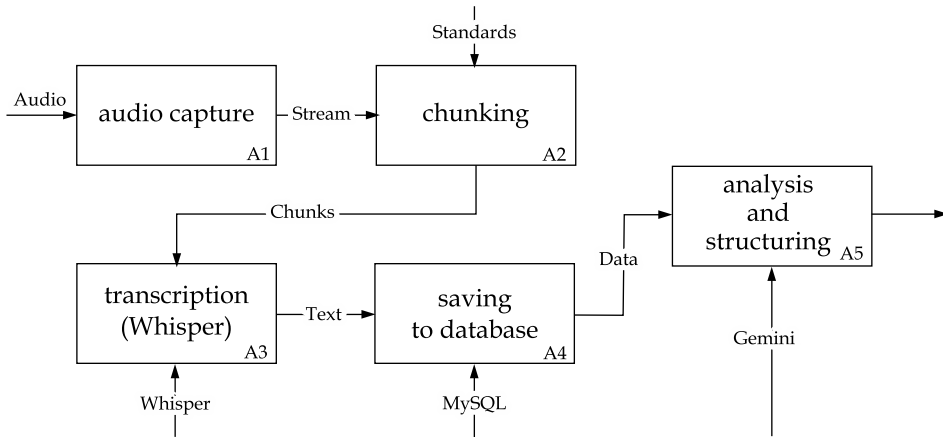 Standards
Audio
audio capture
A1
Stream
chunking
A2
Chunks
analysis
and
structuring
A5
Data
transcription
(Whisper)
A3
Text
saving
to database
A4
Gemini
Whisper
MySQL